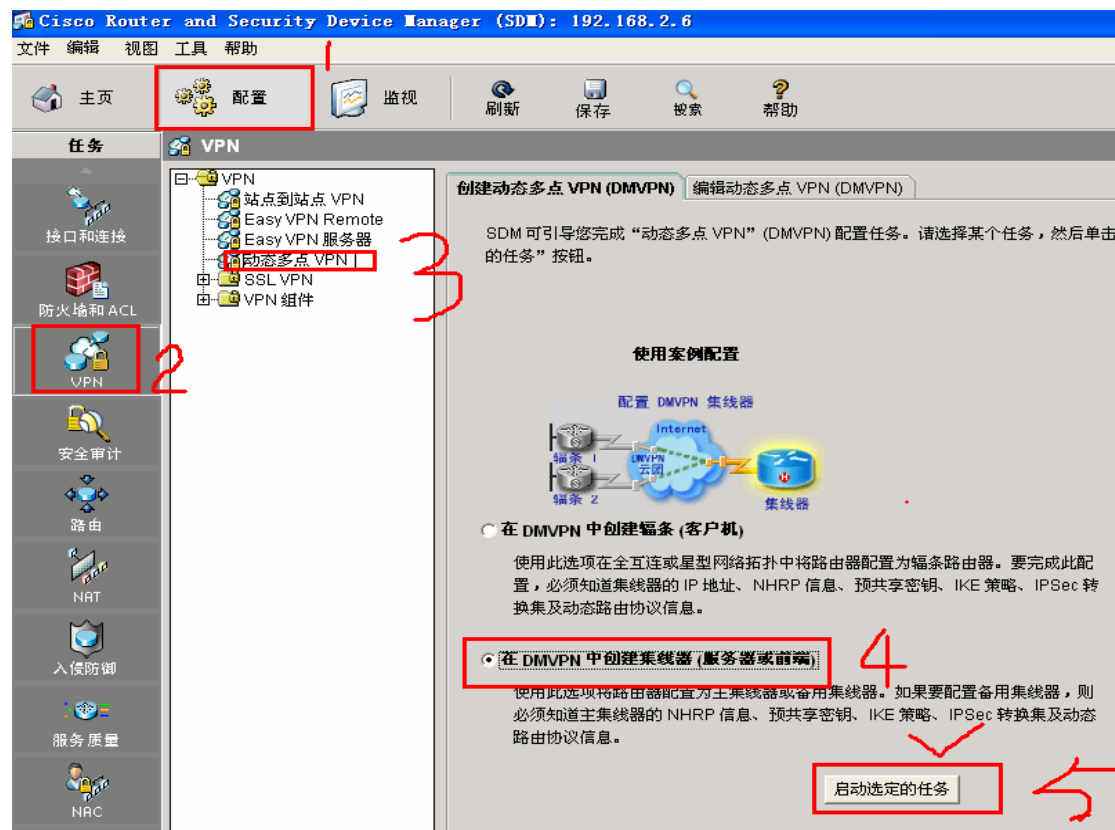 Cisco Router and Security Device Manager (SDM): 192.168.2.6
文件 编辑 视图 工具 帮助
1
主页 配置 监视 刷新 保存 搜索 帮助
任务
VPN
接口和连接
防火墙和 ACL
VPN
2
安全审计
路由
NAT
入侵防御
服务质量
NAC
VPN
站点到站点 VPN
Easy VPN Remote
Easy VPN 服务器
动态多点 VPN
3
SSL VPN
VPN 组件
创建动态多点 VPN (DMVPN) 编辑动态多点 VPN (DMVPN)
SDM 可引导您完成“动态多点 VPN” (DMVPN) 配置任务。请选择某个任务，然后单击
的任务”按钮。
使用案例配置
配置 DMVPN 集线器
Internet
辐条 1
DMVPN
云团
H
辐条 2
集线器
在 DMVPN 中创建辐条 (客户机)
使用此选项在全互连或星型网络拓扑中将路由器配置为辐条路由器。要完成此配
置，必须知道集线器的 IP 地址、NHRP 信息、预共享密钥、IKE 策略、IPSec 转
换集及动态路由协议信息。
在 DMVPN 中创建集线器 (服务器或前端)
4
使用此选项将路由器配置为主集线器或备用集线器。如果要配置备用集线器，则
必须知道主集线器的 NHRP 信息、预共享密钥、IKE 策略、IPSec 转换集及动态
路由协议信息。
启动选定的任务
5